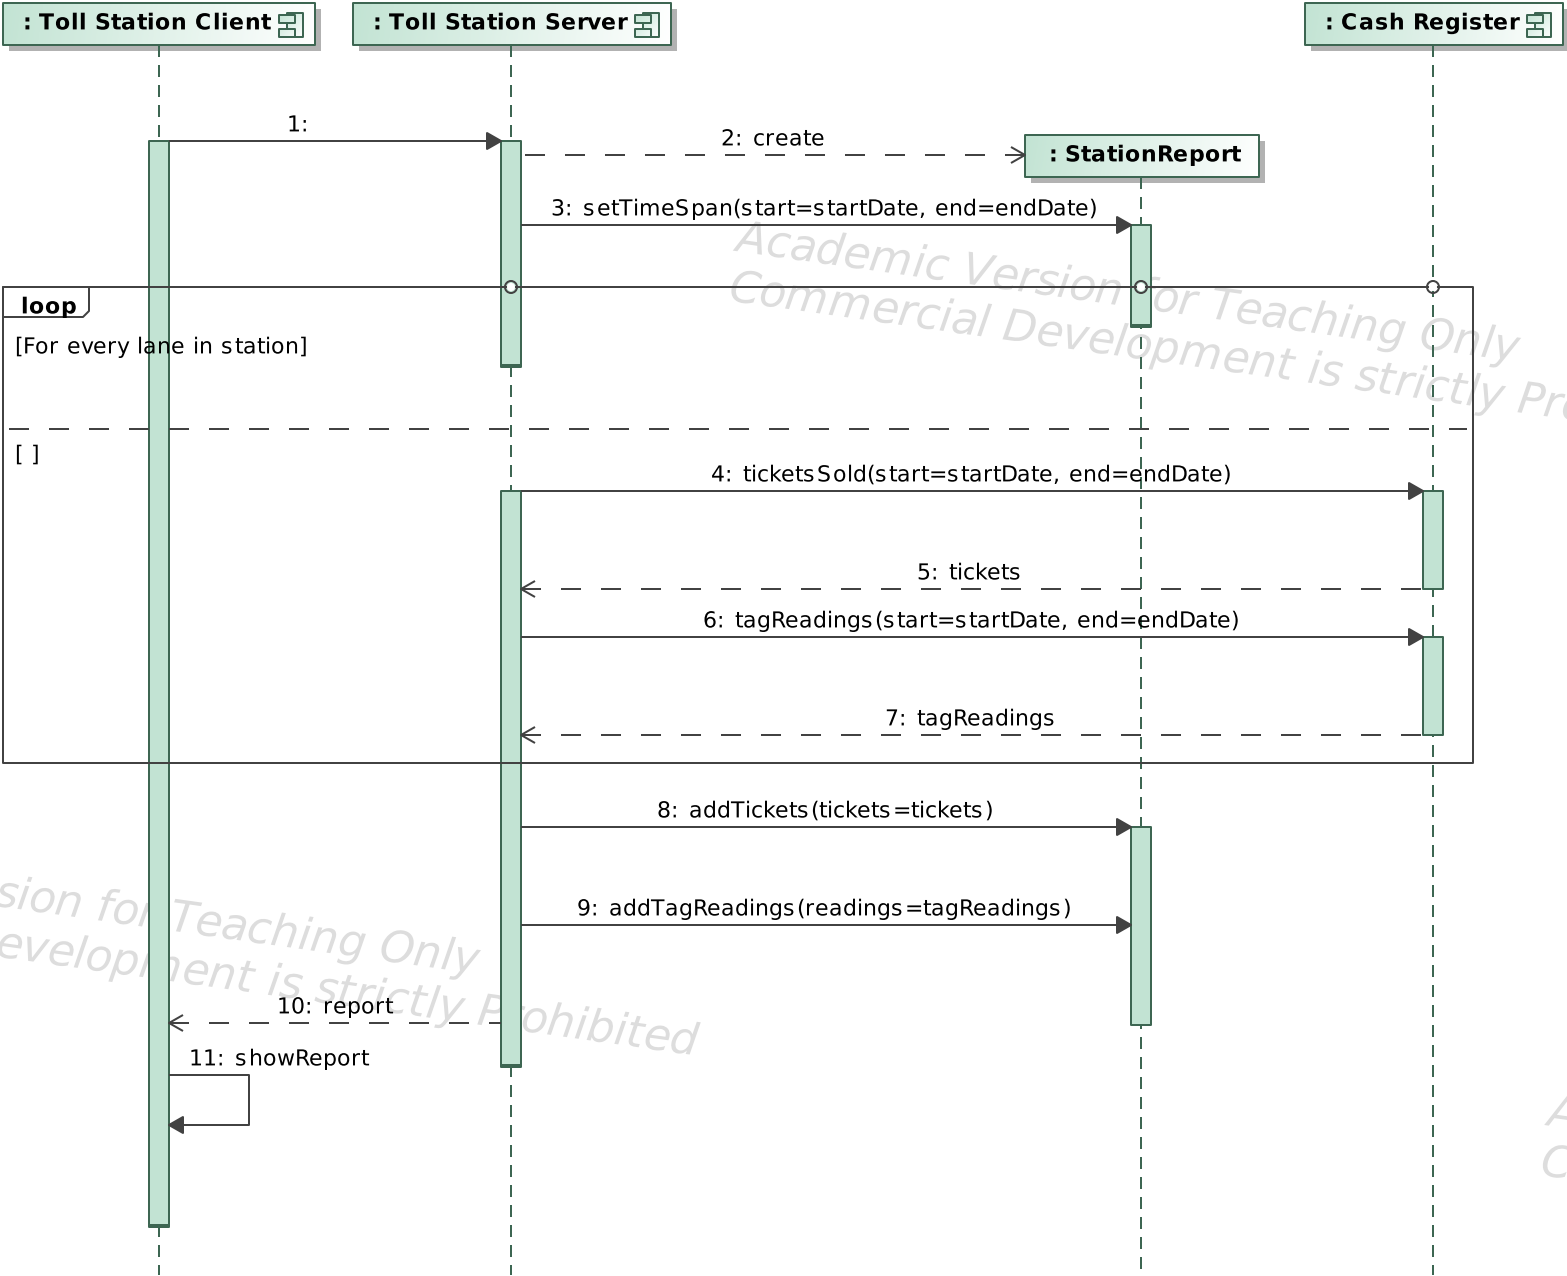 : Toll Station Client
: Toll Station Server
: Cash Register
1:
2: create
: StationReport
3: setTimeSpan(start=startDate, end=endDate)
Academic Version for Teaching Only
Commercial Development is strictly Pro
loop
[For every lane in station]
[ ]
4: ticketsSold(start=startDate, end=endDate)
5: tickets
6: tagReadings(start=startDate, end=endDate)
7: tagReadings
8: addTickets(tickets=tickets)
sion for Teaching Only
evelopment is strictly Prohibited
9: addTagReadings(readings=tagReadings)
10: report
11: showReport
A
C